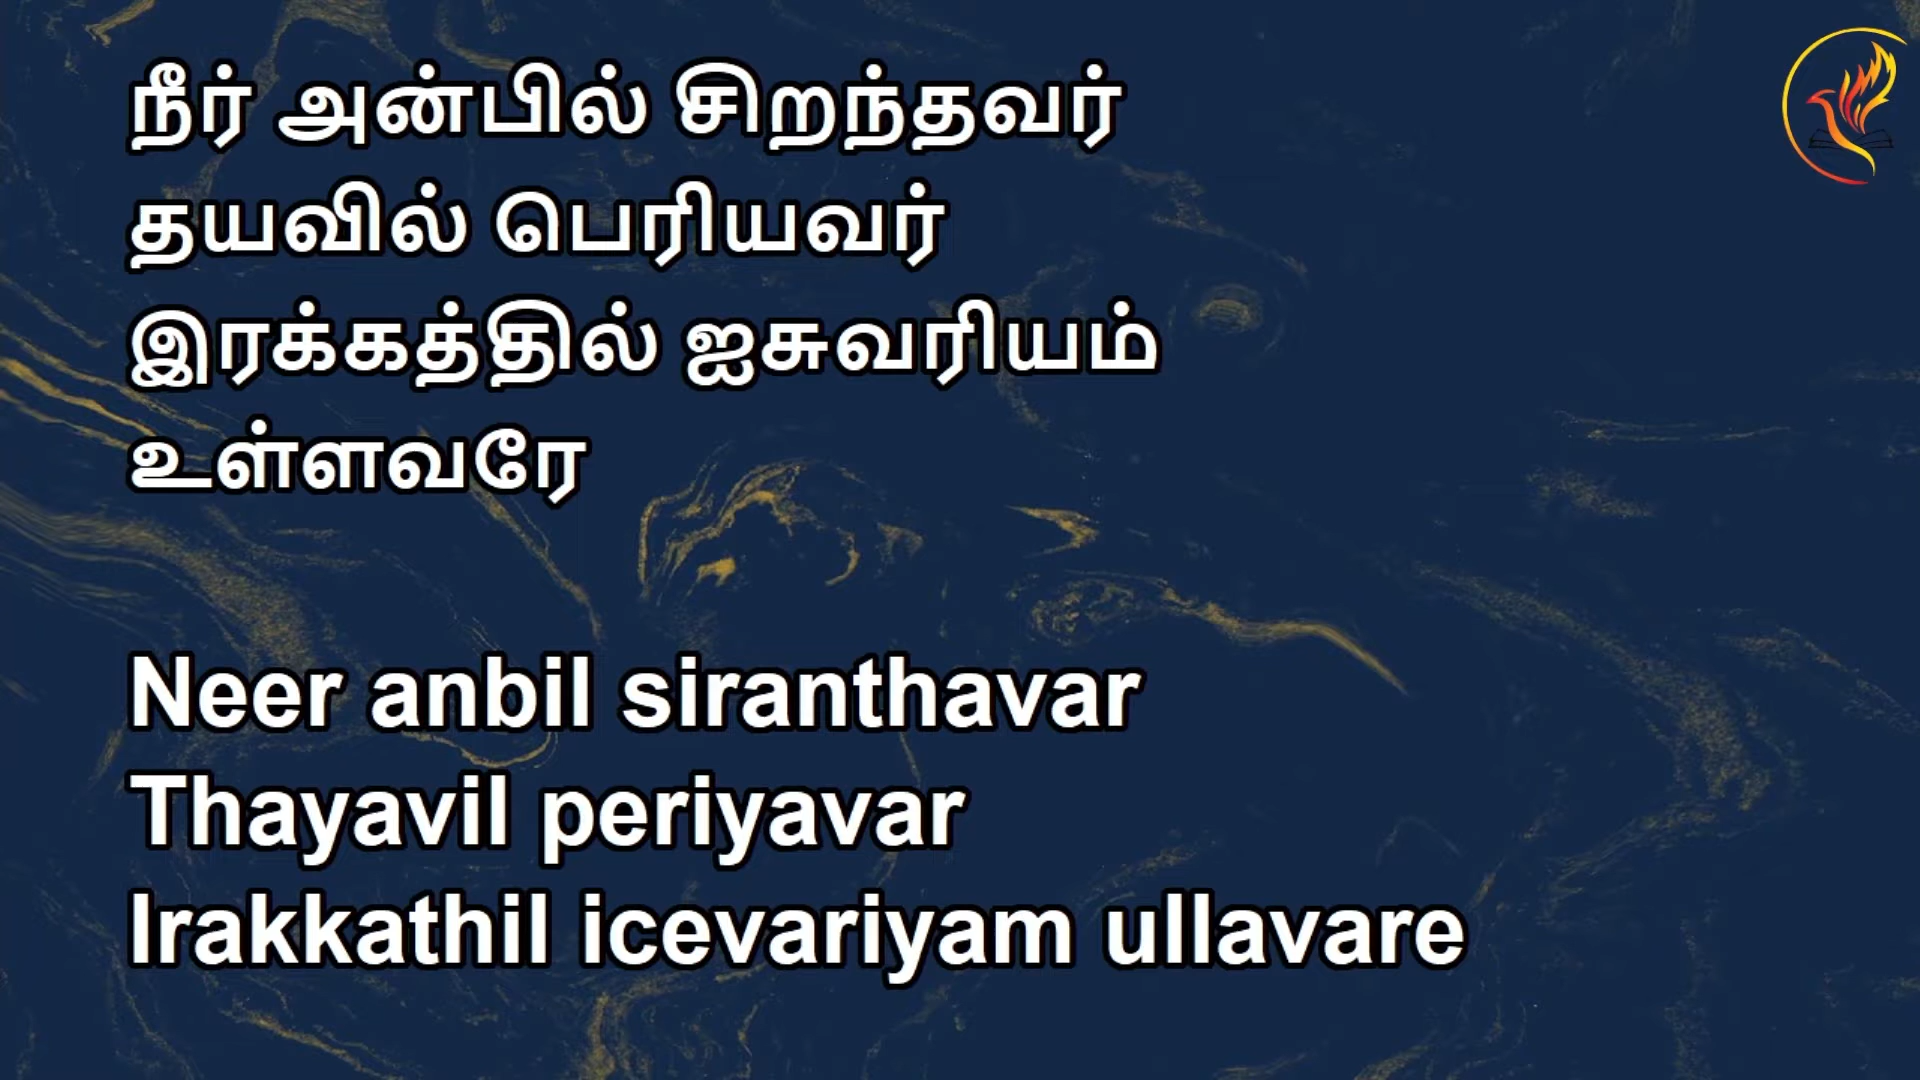 நீர் அன்பில் சிறந்தவர்
தயவில் பெரியவர்
இரக்கத்தில் ஐசுவரியம்
உள்ளவரே
Neer anbil siranthavar
Thayavil periyavar
Irakkathil icevariyam ullavare